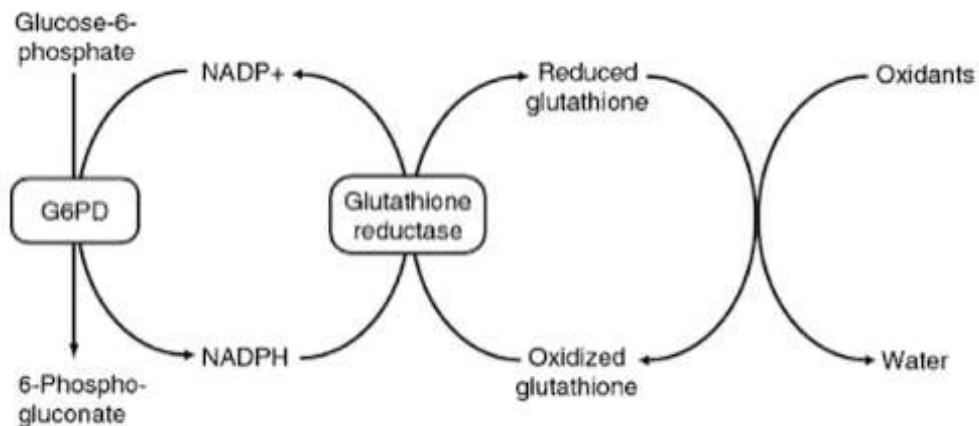 Glucose-6-
phosphate
NADP+
Reduced
glutathione
Oxidants
G6PD
Glutathione
reductase
NADPH
Oxidized
glutathione
Water
6-Phospho-
gluconate